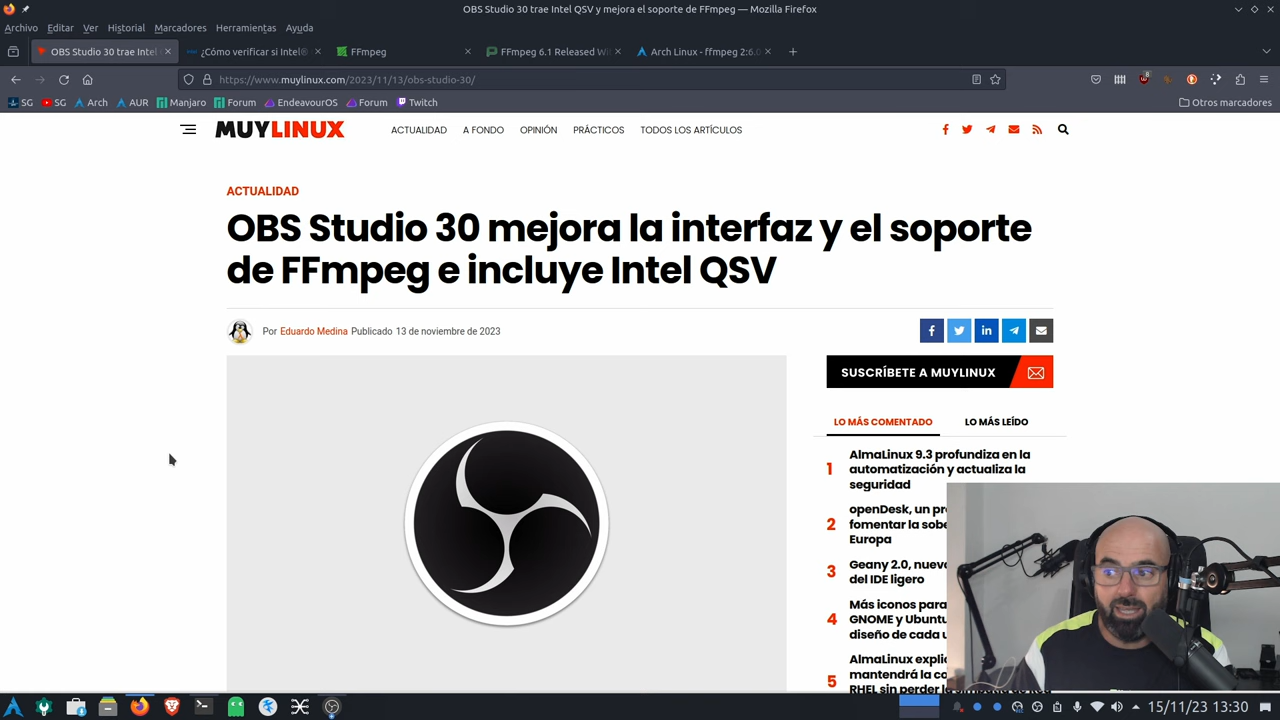 OBS Studio 30 trae Intel QSV y mejora el soporte de FFmpeg — Mozilla Firefox
Archivo Editar Ver Historial Marcadores Herramientas Ayuda
OBS Studio 30 trae Intel ¿Cómo verificar si Intel® FFmpeg FFmpeg 6.1 Released Arch Linux - ffmpeg 2:6.0
https://www.muylinux.com/2023/11/13/obs-studio-30/
SG SG Arch AUR Manjaro Forum EndeavourOS Forum Twitch Otros marcadores
MUYLINUX ACTUALIDAD A FONDO OPINIÓN PRÁCTICOS TODOS LOS ARTÍCULOS
ACTUALIDAD
OBS Studio 30 mejora la interfaz y el soporte
de FFmpeg e incluye Intel QSV
Por Eduardo Medina Publicado 13 de noviembre de 2023
SUSCRÍBETE A MUYLINUX
LO MÁS COMENTADO LO MÁS LEÍDO
1 AlmaLinux 9.3 profundiza en la
automatización y actualiza la
seguridad
2 openDesk, un
fomentar la
Europa
3 Geany 2.0,
del IDE ligero
4 Más iconos para
GNOME y
diseño de cada
5 AlmaLinux
mantendrá la
RHEL sin perder la
15/11/23 13:30